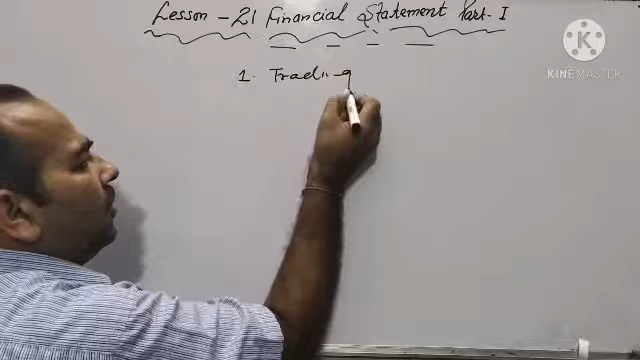 Lesson - 21 Financial Statement Part - I
K
KINEMASTER
1. Trading